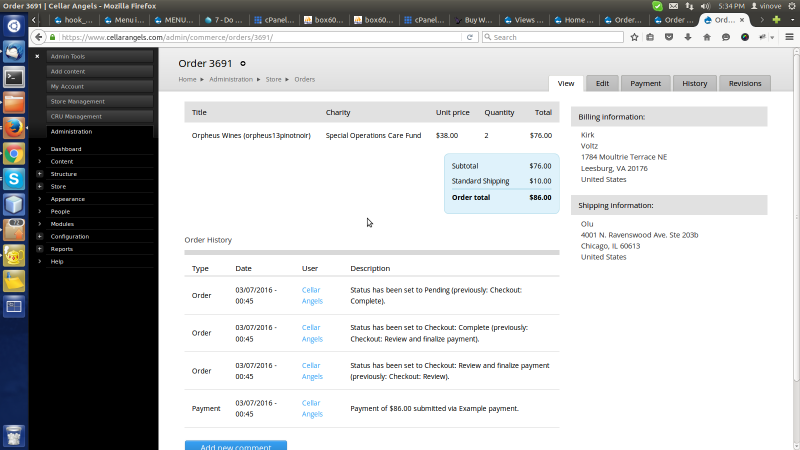 Order 3691 | Cellar Angels - Mozilla Firefox
5:34 PM
vinove
hook_
Menu i
MENU
7 - Do
cPanel
box60
box60
cPanel
Buy W
Views
Home
Order
Order
Ord
https://www.cellarangels.com/admin/commerce/orders/3691/
Search
Admin Tools
Add content
My Account
Store Management
CRU Management
Administration
Dashboard
Content
Structure
Store
Appearance
People
Modules
Configuration
Reports
Help
Order 3691
Home ▸ Administration ▸ Store ▸ Orders
View Edit Payment History Revisions
Title Charity Unit price Quantity Total
Orpheus Wines (orpheus13pinotnoir) Special Operations Care Fund $38.00 2 $76.00
Subtotal $76.00
Standard Shipping $10.00
Order total $86.00
Billing information:
Kirk
Voltz
1784 Moultrie Terrace NE
Leesburg, VA 20176
United States
Shipping information:
Olu
4001 N. Ravenswood Ave. Ste 203b
Chicago, IL 60613
United States
Order History
Type Date User Description
Order 03/07/2016 - 00:45 Cellar Angels Status has been set to Pending (previously: Checkout:
Complete).
Order 03/07/2016 - 00:45 Cellar Angels Status has been set to Checkout: Complete (previously:
Checkout: Review and finalize payment).
Order 03/07/2016 - 00:45 Cellar Angels Status has been set to Checkout: Review and finalize payment
(previously: Checkout: Review).
Payment 03/07/2016 - 00:45 Cellar Angels Payment of $86.00 submitted via Example payment.
Add new comment